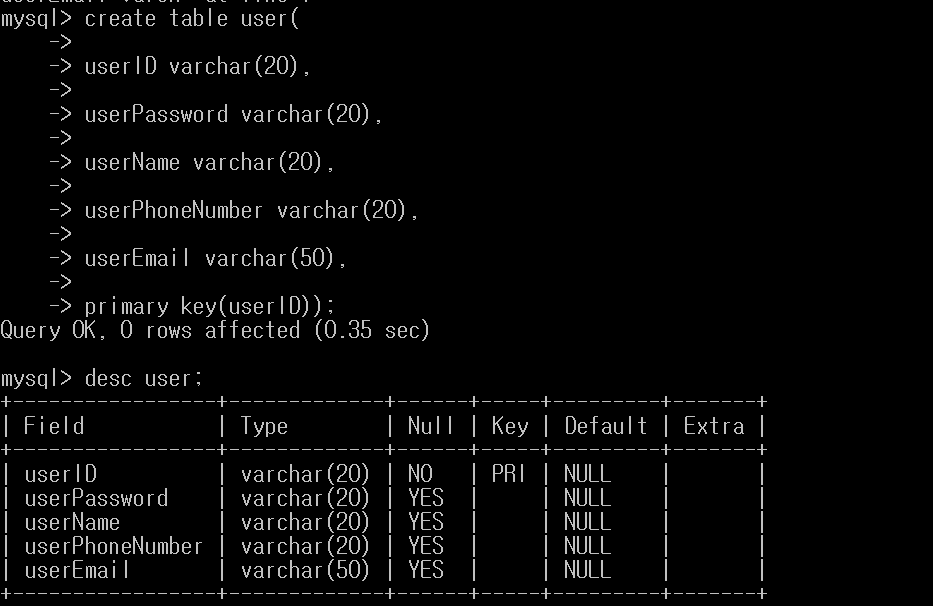 mysql> create table user(
    ->
    -> userID varchar(20),
    ->
    -> userPassword varchar(20),
    ->
    -> userName varchar(20),
    ->
    -> userPhoneNumber varchar(20),
    ->
    -> userEmail varchar(50),
    ->
    -> primary key(userID));
Query OK, 0 rows affected (0.35 sec)

mysql> desc user;
+-----------------+-------------+------+-----+---------+-------+
| Field           | Type        | Null | Key | Default | Extra |
+-----------------+-------------+------+-----+---------+-------+
| userID          | varchar(20) | NO   | PRI | NULL    |       |
| userPassword    | varchar(20) | YES  |     | NULL    |       |
| userName        | varchar(20) | YES  |     | NULL    |       |
| userPhoneNumber | varchar(20) | YES  |     | NULL    |       |
| userEmail       | varchar(50) | YES  |     | NULL    |       |
+-----------------+-------------+------+-----+---------+-------+